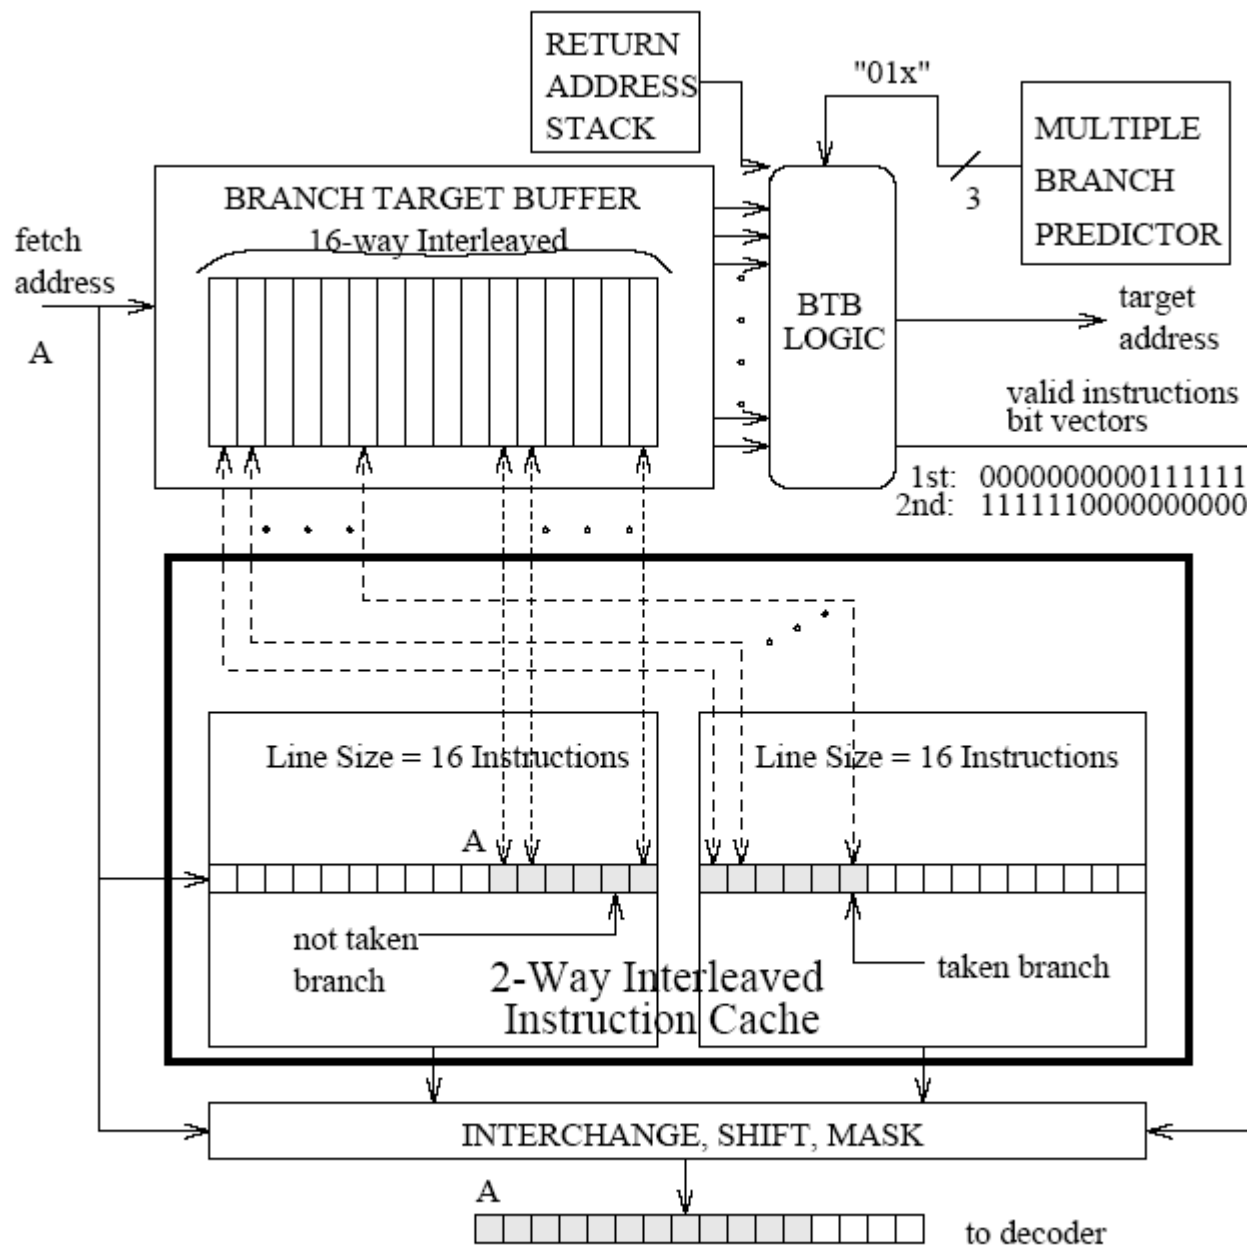 RETURN
ADDRESS
STACK
"01x"
MULTIPLE
BRANCH
PREDICTOR
3
BRANCH TARGET BUFFER
16-way Interleaved
fetch
address
A
BTB
LOGIC
target
address
valid instructions
bit vectors
1st: 0000000000111111
2nd: 1111110000000000
Line Size = 16 Instructions
Line Size = 16 Instructions
A
not taken
branch
taken branch
2-Way Interleaved
Instruction Cache
INTERCHANGE, SHIFT, MASK
A
to decoder